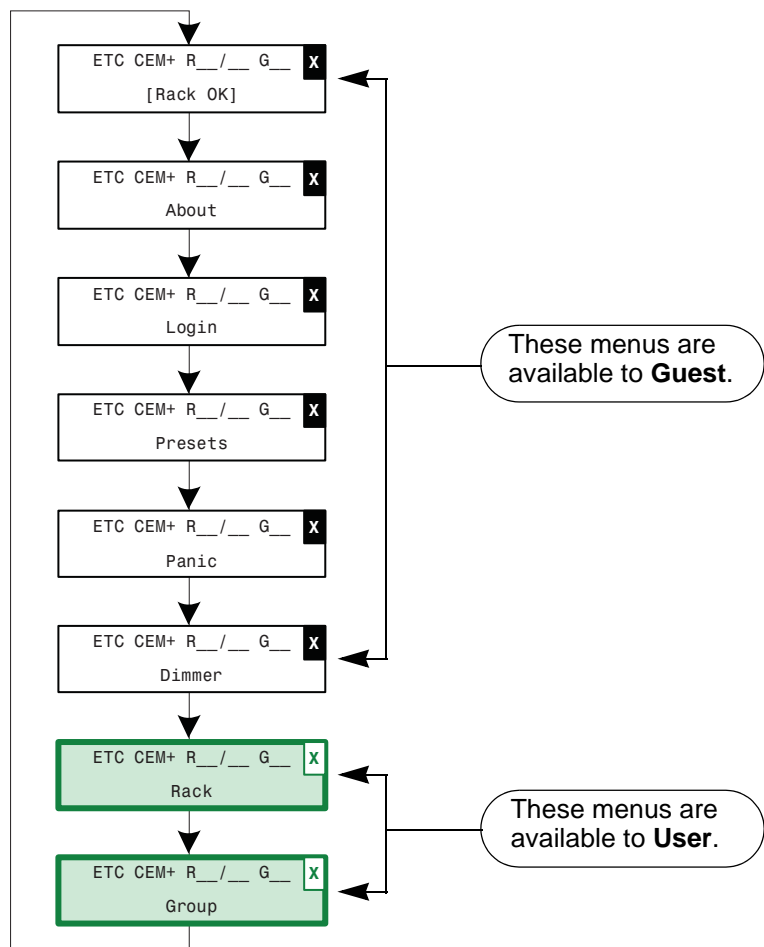 ETC CEM+ R__/__ G__ X
[Rack OK]
ETC CEM+ R__/__ G__ X
About
ETC CEM+ R__/__ G__ X
Login
ETC CEM+ R__/__ G__ X
Presets
ETC CEM+ R__/__ G__ X
Panic
ETC CEM+ R__/__ G__ X
Dimmer
These menus are
available to Guest.
ETC CEM+ R__/__ G__ X
Rack
ETC CEM+ R__/__ G__ X
Group
These menus are
available to User.